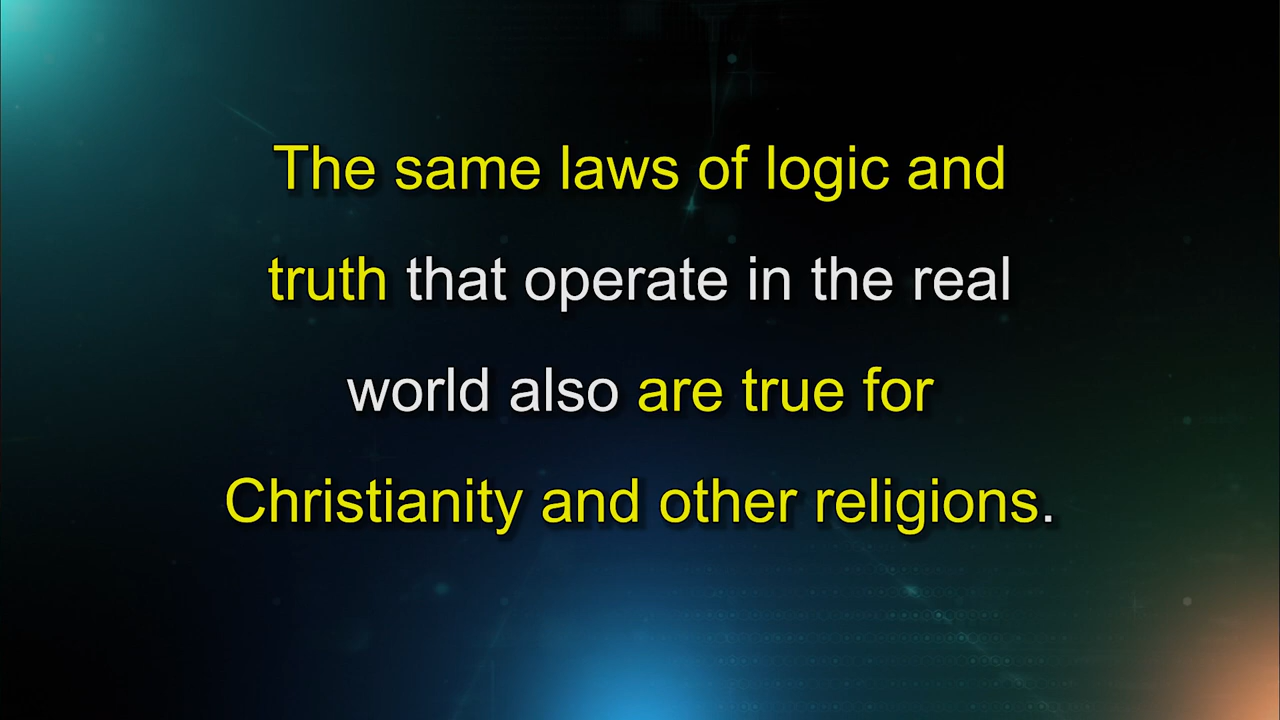 The same laws of logic and
truth that operate in the real
world also are true for
Christianity and other religions.